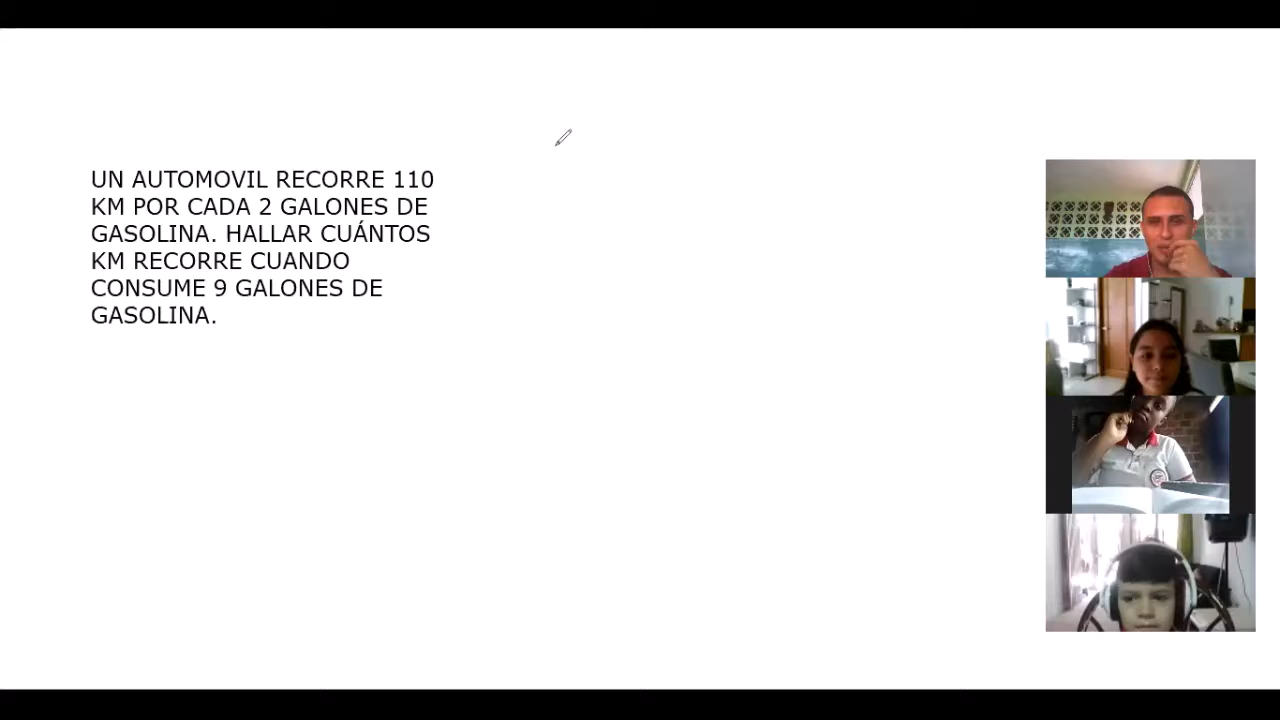 UN AUTOMOVIL RECORRE 110
KM POR CADA 2 GALONES DE
GASOLINA. HALLAR CUÁNTOS
KM RECORRE CUANDO
CONSUME 9 GALONES DE
GASOLINA.